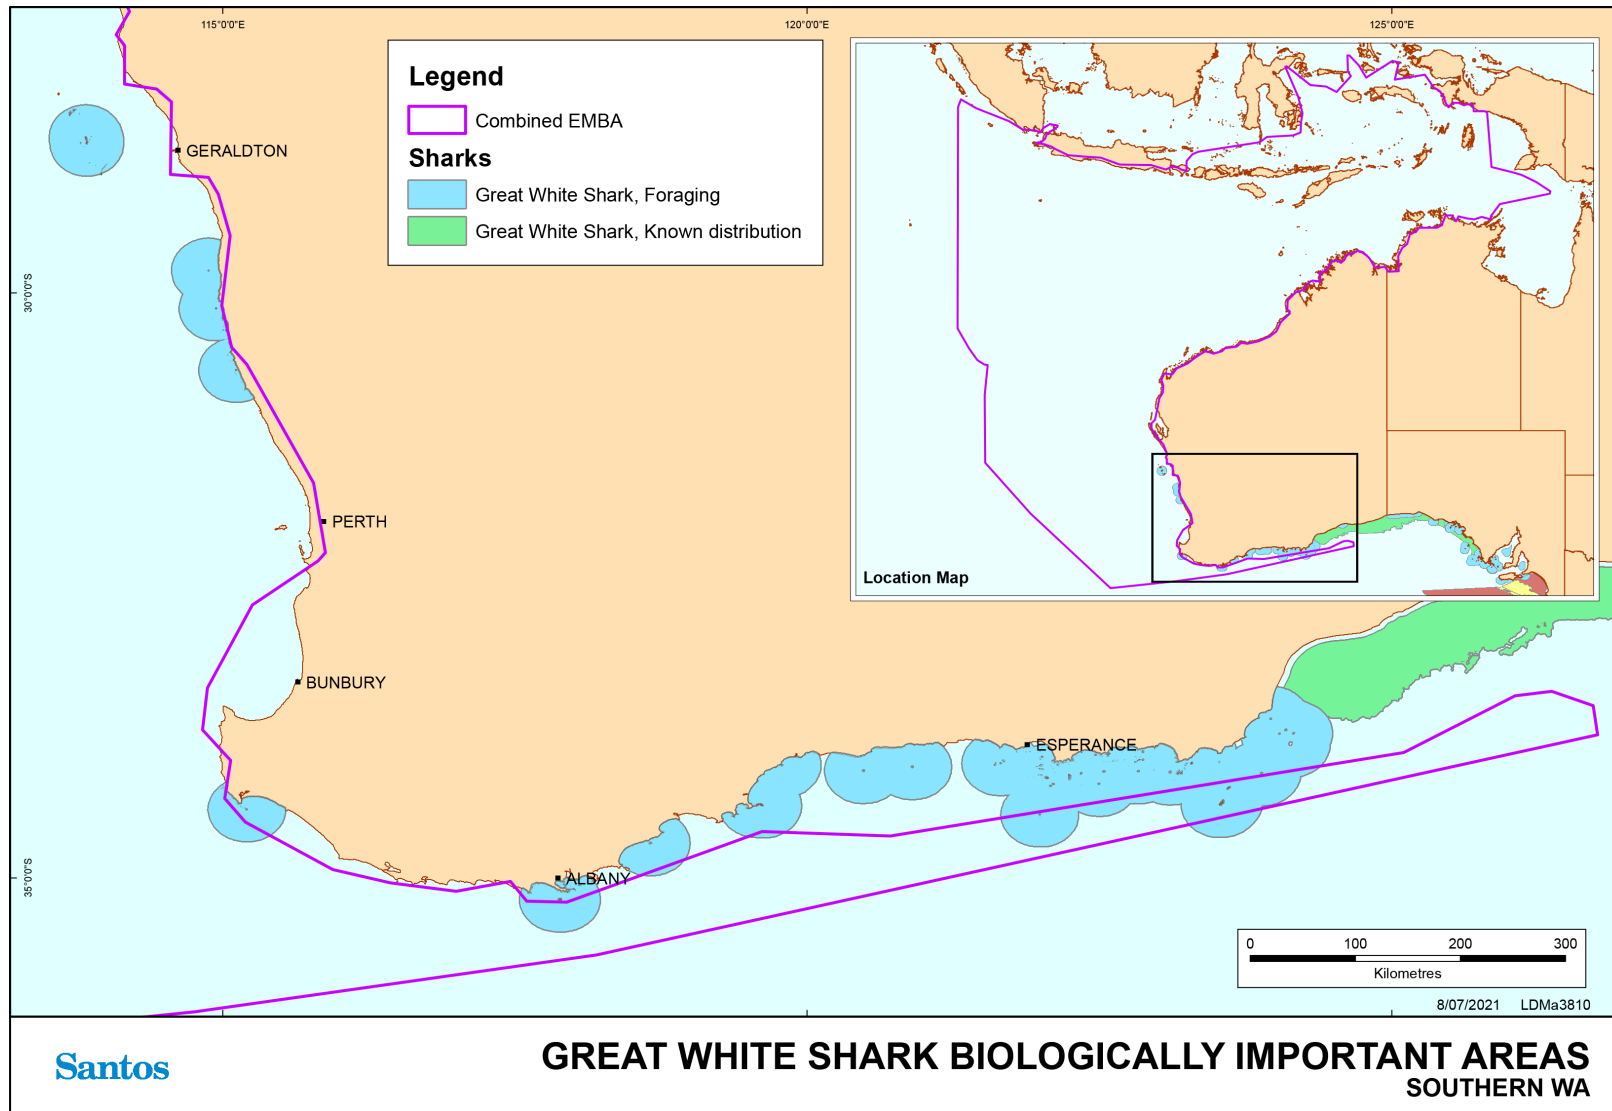 115°0'0"E
120°0'0"E
125°0'0"E
Legend
Combined EMBA
Sharks
Great White Shark, Foraging
Great White Shark, Known distribution
GERALDTON
30°0'0"S
PERTH
Location Map
BUNBURY
ESPERANCE
35°0'0"S
ALBANY
0 100 200 300
Kilometres
8/07/2021 LDMa3810
Santos
GREAT WHITE SHARK BIOLOGICALLY IMPORTANT AREAS
SOUTHERN WA